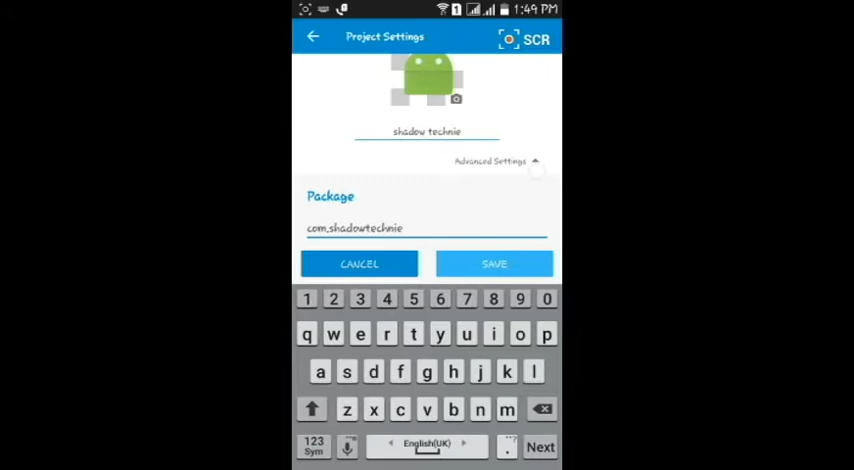 1 1:49 PM
Project Settings
SCR
shadow technie
Advanced Settings
Package
com.shadowtechnie
CANCEL SAVE
1 2 3 4 5 6 7 8 9 0
q w e r t y u i o p
a s d f g h j k l
z x c v b n m
123
Sym
English(UK)
. Next